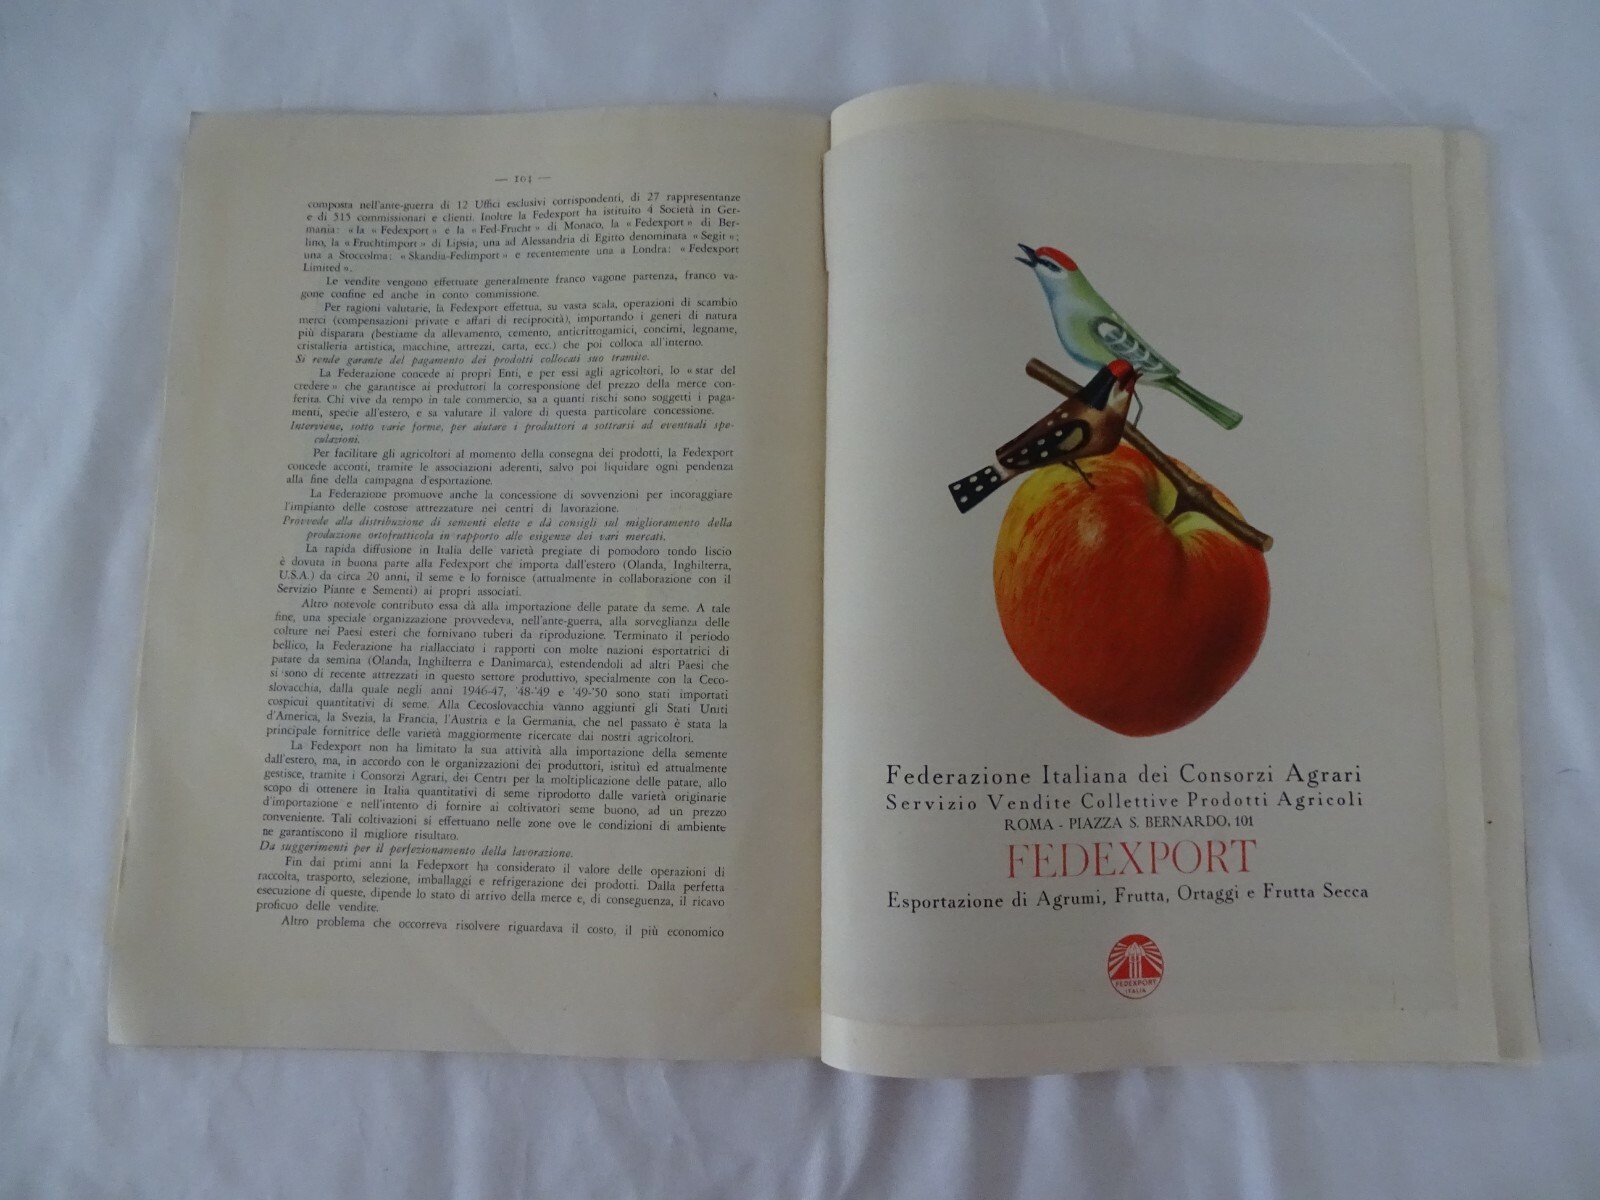 — 104 —
composta nell'ante-guerra di 12 Uffici esclusivi corrispondenti, di 27 rappresentanze
e di 515 commissionari e clienti. Inoltre la Fedexport ha istituito 4 Società in Ger-
mania: «la « Fedexport » e la «Fed-Frucht » di Monaco, la « Fedexport » di Ber-
lino, la « Fruchtimport » di Lipsia; una ad Alessandria di Egitto denominata « Segit »;
una a Stoccolma: « Skandia-Fedimport » e recentemente una a Londra: « Fedexport
Limited ».
Le vendite vengono effettuate generalmente franco vagone partenza, franco va-
gone confine ed anche in conto commissione.
Per ragioni valutarie, la Fedexport effettua, su vasta scala, operazioni di scambio
merci (compensazioni private e affari di reciprocità), importando i generi di natura
più disparata (bestiame da allevamento, cemento, anticrittogamici, concimi, legname,
cristalleria artistica, macchine, attrezzi, carta, ecc.) che poi colloca all'interno.
Si rende garante del pagamento dei prodotti collocati suo tramite.
La Federazione concede ai propri Enti, e per essi agli agricoltori, lo « star del
credere » che garantisce ai produttori la corresponsione del prezzo della merce con-
ferita. Chi vive da tempo in tale commercio, sa a quanti rischi sono soggetti i paga-
menti, specie all'estero, e sa valutare il valore di questa particolare concessione.
Interviene, sotto varie forme, per aiutare i produttori a sottrarsi ad eventuali spe-
culazioni.
Per facilitare gli agricoltori al momento della consegna dei prodotti, la Fedexport
concede acconti, tramite le associazioni aderenti, salvo poi liquidare ogni pendenza
alla fine della campagna d'esportazione.
La Federazione promuove anche la concessione di sovvenzioni per incoraggiare
l'impianto delle costose attrezzature nei centri di lavorazione.
Provvede alla distribuzione di sementi elette e dà consigli sul miglioramento della
produzione ortofrutticola in rapporto alle esigenze dei vari mercati.
La rapida diffusione in Italia delle varietà pregiate di pomodoro tondo liscio
è dovuta in buona parte alla Fedexport che importa dall'estero (Olanda, Inghilterra,
U.S.A.) da circa 20 anni, il seme e lo fornisce (attualmente in collaborazione con il
Servizio Piante e Sementi) ai propri associati.
Altro notevole contributo essa dà alla importazione delle patate da seme. A tale
fine, una speciale organizzazione provvedeva, nell'ante-guerra, alla sorveglianza delle
colture nei Paesi esteri che fornivano tuberi da riproduzione. Terminato il periodo
bellico, la Federazione ha riallacciato i rapporti con molte nazioni esportatrici di
patate da semina (Olanda, Inghilterra e Danimarca), estendendoli ad altri Paesi che
si sono di recente attrezzati in questo settore produttivo, specialmente con la Ceco-
slovacchia, dalla quale negli anni 1946-47, '48-'49 e '49-'50 sono stati importati
cospicui quantitativi di seme. Alla Cecoslovacchia vanno aggiunti gli Stati Uniti
d'America, la Svezia, la Francia, l'Austria e la Germania, che nel passato è stata la
principale fornitrice delle varietà maggiormente ricercate dai nostri agricoltori.
La Fedexport non ha limitato la sua attività alla importazione della semente
dall'estero, ma, in accordo con le organizzazioni dei produttori, istituì ed attualmente
gestisce, tramite i Consorzi Agrari, dei Centri per la moltiplicazione delle patate, allo
scopo di ottenere in Italia quantitativi di seme riprodotto dalle varietà originarie
d'importazione e nell'intento di fornire ai coltivatori seme buono, ad un prezzo
conveniente. Tali coltivazioni si effettuano nelle zone ove le condizioni di ambiente
ne garantiscono il migliore risultato.
Da suggerimenti per il perfezionamento della lavorazione.
Fin dai primi anni la Fedepxort ha considerato il valore delle operazioni di
raccolta, trasporto, selezione, imballaggi e refrigerazione dei prodotti. Dalla perfetta
esecuzione di queste, dipende lo stato di arrivo della merce e, di conseguenza, il ricavo
proficuo delle vendite.
Altro problema che occorreva risolvere riguardava il costo, il più economico
Federazione Italiana dei Consorzi Agrari
Servizio Vendite Collettive Prodotti Agricoli
ROMA - PIAZZA S. BERNARDO, 101
FEDEXPORT
Esportazione di Agrumi, Frutta, Ortaggi e Frutta Secca
FEDEXPORT
ITALIA